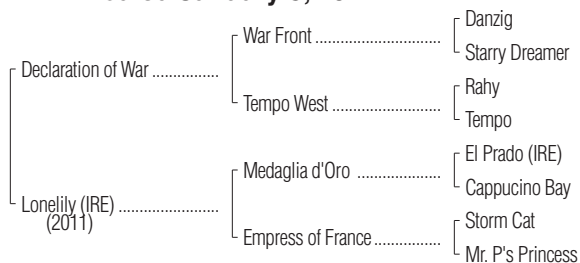 Danzig
War Front ..............................
Starry Dreamer
Declaration of War ................
Rahy
Tempo West ...........................
Tempo
El Prado (IRE)
Medaglia d'Oro .....................
Cappucino Bay
Lonelily (IRE) ........................
(2011)
Storm Cat
Empress of France.................
Mr. P's Princess